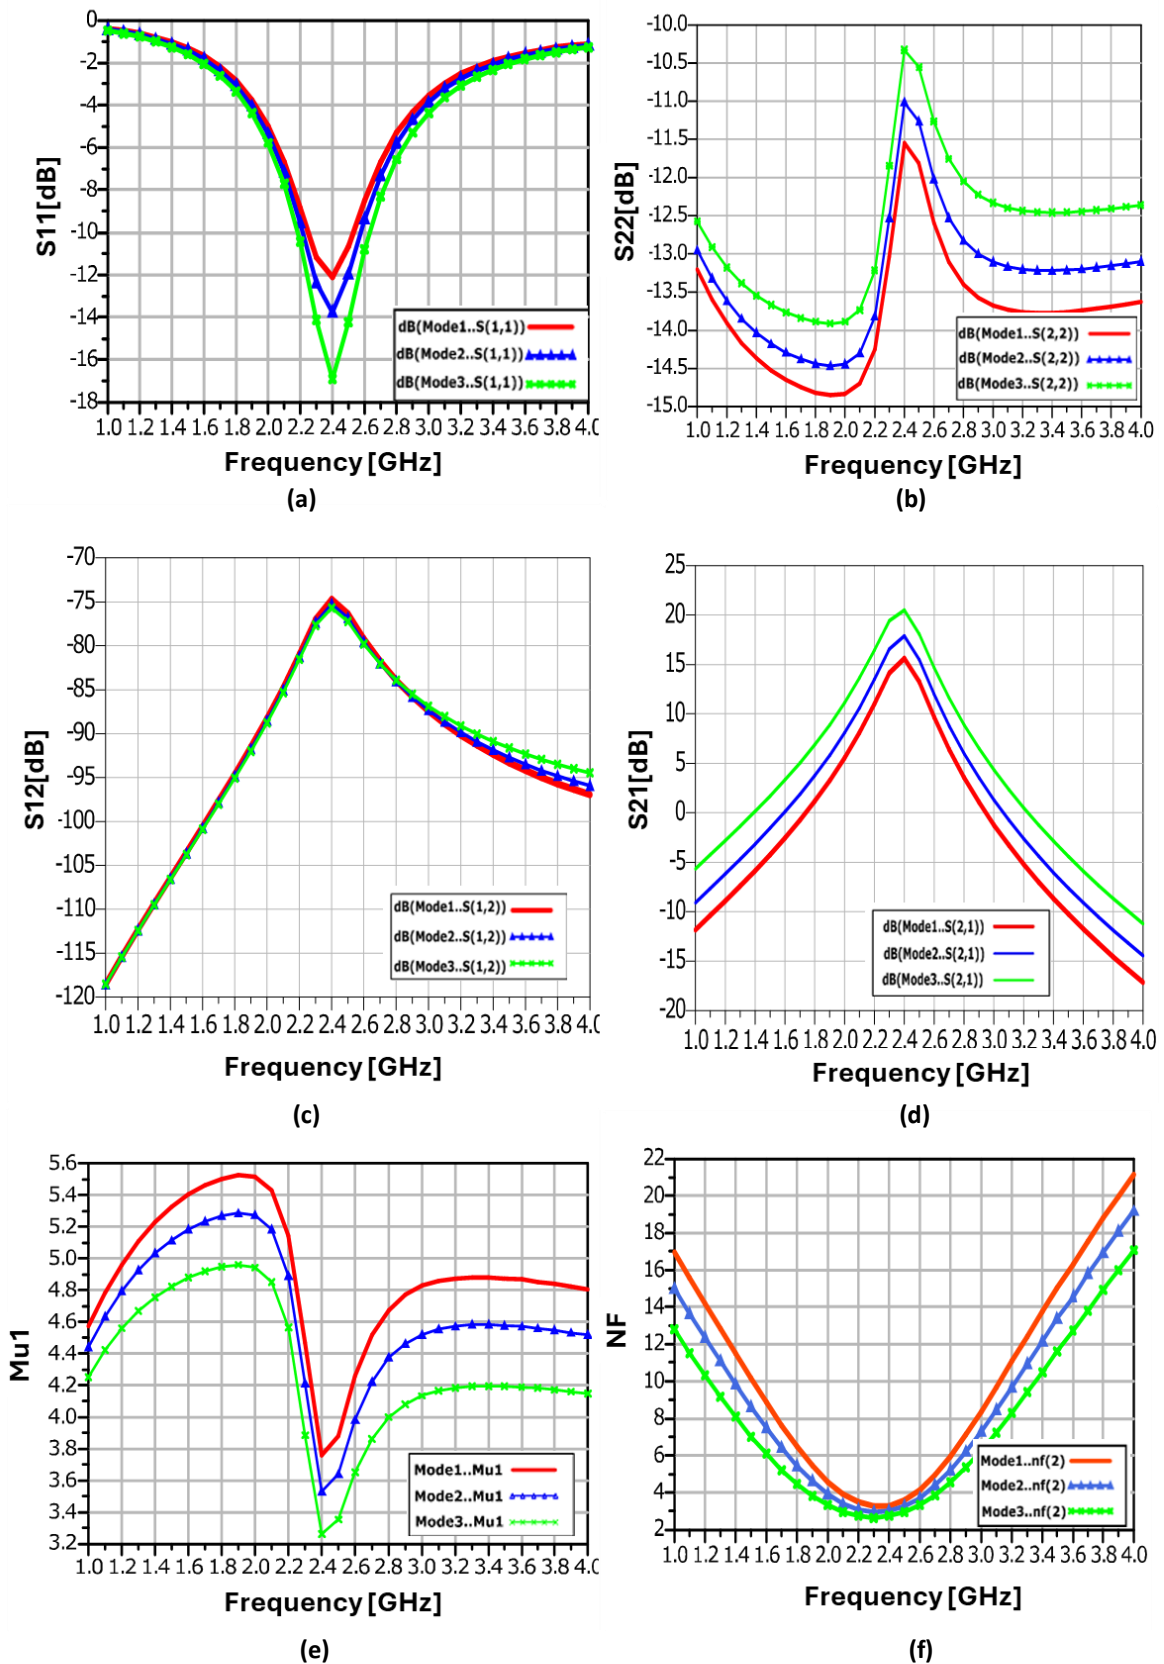 S11[dB]
0
-2
-4
-6
-8
-10
-12
-14
-16
-18
dB(Mode1..S(1,1))
dB(Mode2..S(1,1))
dB(Mode3..S(1,1))
1.0 1.2 1.4 1.6 1.8 2.0 2.2 2.4 2.6 2.8 3.0 3.2 3.4 3.6 3.8 4.0
Frequency [GHz]
(a)
S22[dB]
-10.0
-10.5
-11.0
-11.5
-12.0
-12.5
-13.0
-13.5
-14.0
-14.5
-15.0
dB(Mode1..S(2,2))
dB(Mode2..S(2,2))
dB(Mode3..S(2,2))
1.0 1.2 1.4 1.6 1.8 2.0 2.2 2.4 2.6 2.8 3.0 3.2 3.4 3.6 3.8 4.0
Frequency [GHz]
(b)
S12[dB]
-70
-75
-80
-85
-90
-95
-100
-105
-110
-115
-120
dB(Mode1..S(1,2))
dB(Mode2..S(1,2))
dB(Mode3..S(1,2))
1.0 1.2 1.4 1.6 1.8 2.0 2.2 2.4 2.6 2.8 3.0 3.2 3.4 3.6 3.8 4.0
Frequency [GHz]
(c)
S21[dB]
25
20
15
10
5
0
-5
-10
-15
-20
dB(Mode1..S(2,1))
dB(Mode2..S(2,1))
dB(Mode3..S(2,1))
1.0 1.2 1.4 1.6 1.8 2.0 2.2 2.4 2.6 2.8 3.0 3.2 3.4 3.6 3.8 4.0
Frequency [GHz]
(d)
Mu1
5.6
5.4
5.2
5.0
4.8
4.6
4.4
4.2
4.0
3.8
3.6
3.4
3.2
Mode1..Mu1
Mode2..Mu1
Mode3..Mu1
1.0 1.2 1.4 1.6 1.8 2.0 2.2 2.4 2.6 2.8 3.0 3.2 3.4 3.6 3.8 4.0
Frequency [GHz]
(e)
NF
22
20
18
16
14
12
10
8
6
4
2
Mode1..nf(2)
Mode2..nf(2)
Mode3..nf(2)
1.0 1.2 1.4 1.6 1.8 2.0 2.2 2.4 2.6 2.8 3.0 3.2 3.4 3.6 3.8 4.0
Frequency [GHz]
(f)